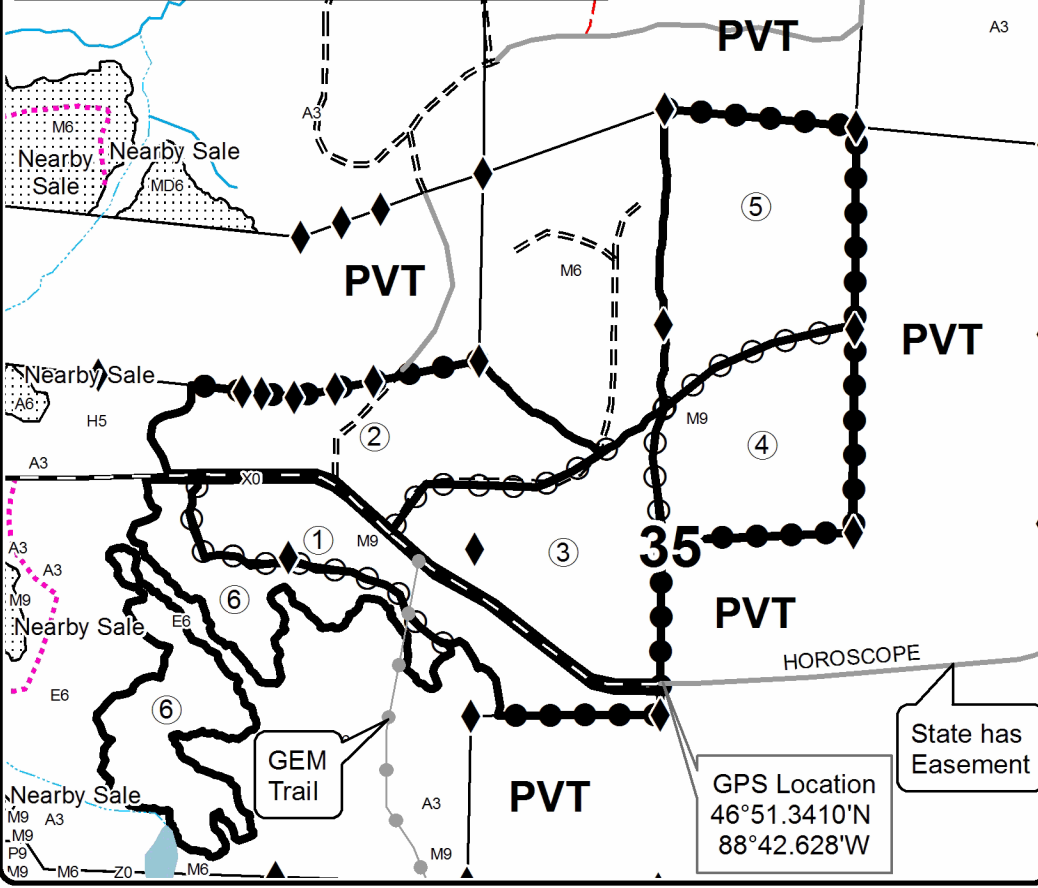 PVT
A3
A3
M6
Nearby Sale
Nearby
Sale
MD6
5
M6
PVT
PVT
Nearby Sale
A6
H5
M9
2
4
A3
X0
35
1
M9
3
A3
A3
M9
6
E6
Nearby Sale
PVT
HOROSCOPE
E6
6
State has
Easement
GEM
Trail
GPS Location
46°51.3410'N
88°42.628'W
PVT
Nearby Sale
M9
A3
A3
M9
P9
M9
M9
M6
Z0
M6